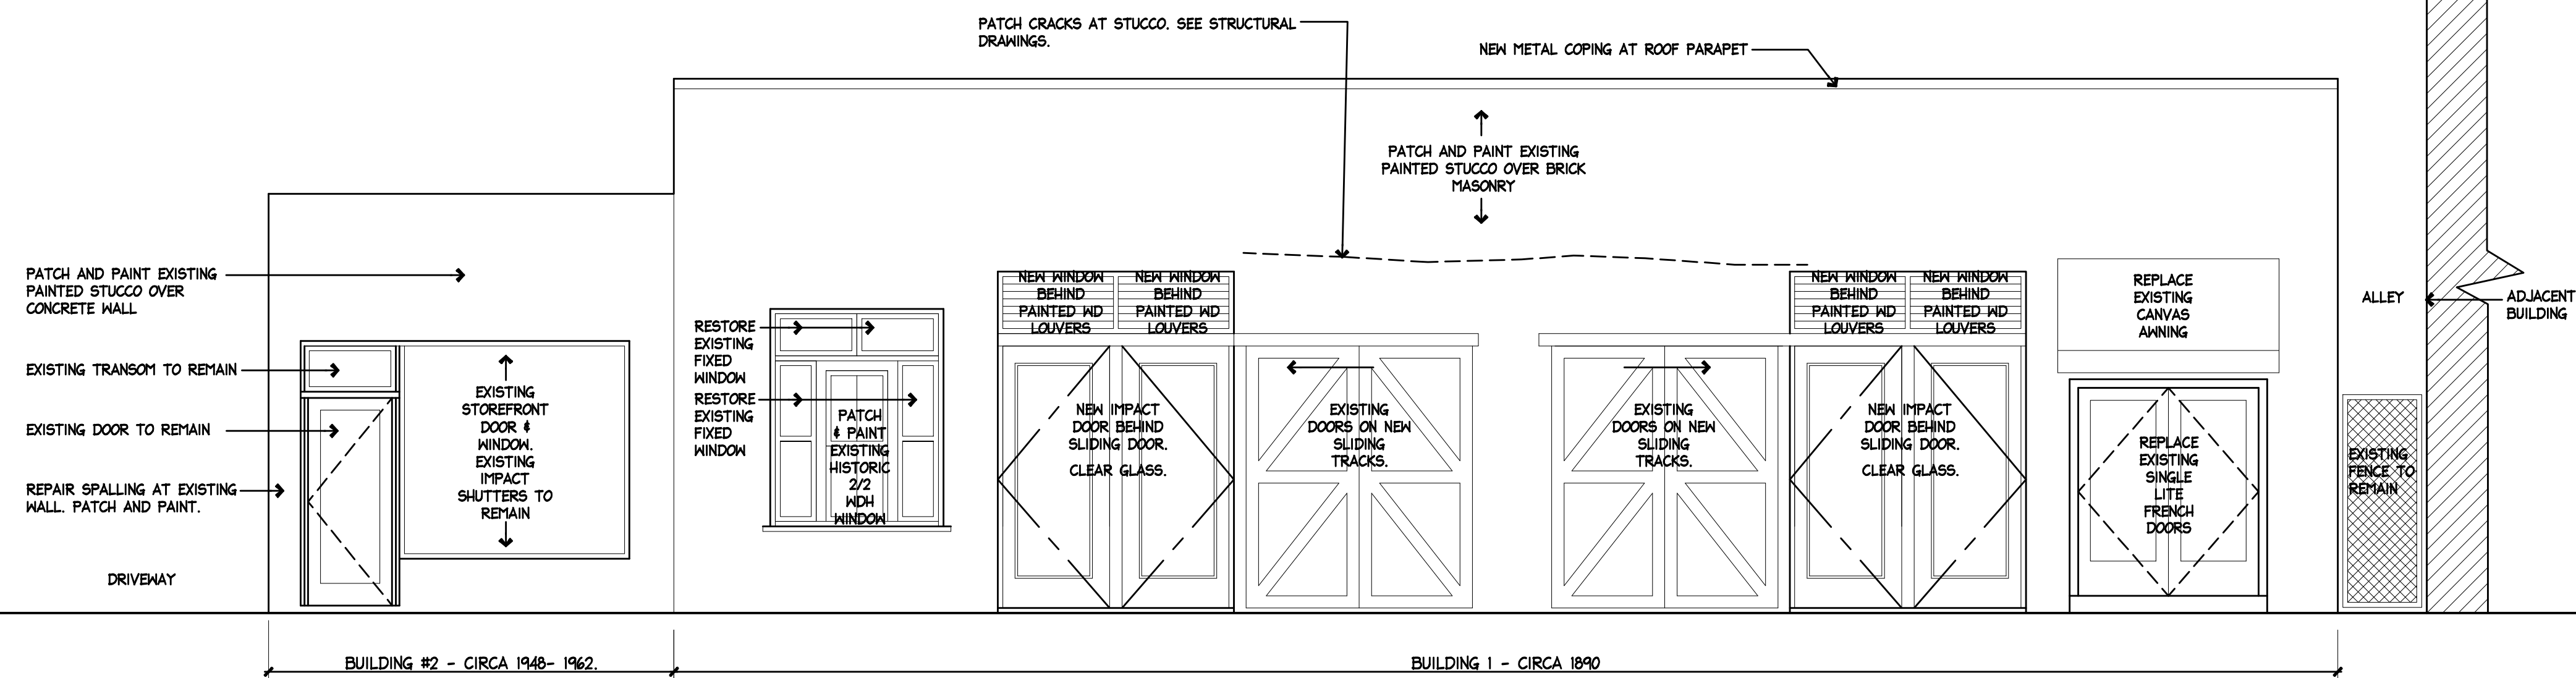 PATCH CRACKS AT STUCCO. SEE STRUCTURAL
DRAWINGS.
NEW METAL COPING AT ROOF PARAPET
PATCH AND PAINT EXISTING
PAINTED STUCCO OVER BRICK
MASONRY
PATCH AND PAINT EXISTING
PAINTED STUCCO OVER
CONCRETE WALL
EXISTING TRANSOM TO REMAIN
EXISTING DOOR TO REMAIN
REPAIR SPALLING AT EXISTING
WALL. PATCH AND PAINT.
DRIVEWAY
EXISTING
STOREFRONT
DOOR &
WINDOW.
EXISTING
IMPACT
SHUTTERS TO
REMAIN
RESTORE
EXISTING
FIXED
WINDOW
RESTORE
EXISTING
FIXED
WINDOW
PATCH
& PAINT
EXISTING
HISTORIC
2/2
WDH
WINDOW
NEW WINDOW
BEHIND
PAINTED WD
LOUVERS
NEW WINDOW
BEHIND
PAINTED WD
LOUVERS
NEW IMPACT
DOOR BEHIND
SLIDING DOOR.
CLEAR GLASS.
EXISTING
DOORS ON NEW
SLIDING
TRACKS.
EXISTING
DOORS ON NEW
SLIDING
TRACKS.
NEW WINDOW
BEHIND
PAINTED WD
LOUVERS
NEW WINDOW
BEHIND
PAINTED WD
LOUVERS
NEW IMPACT
DOOR BEHIND
SLIDING DOOR.
CLEAR GLASS.
REPLACE
EXISTING
CANVAS
AWNING
REPLACE
EXISTING
SINGLE
LITE
FRENCH
DOORS
ALLEY
EXISTING
FENCE TO
REMAIN
ADJACENT
BUILDING
BUILDING #2 - CIRCA 1948- 1962.
BUILDING 1 - CIRCA 1890